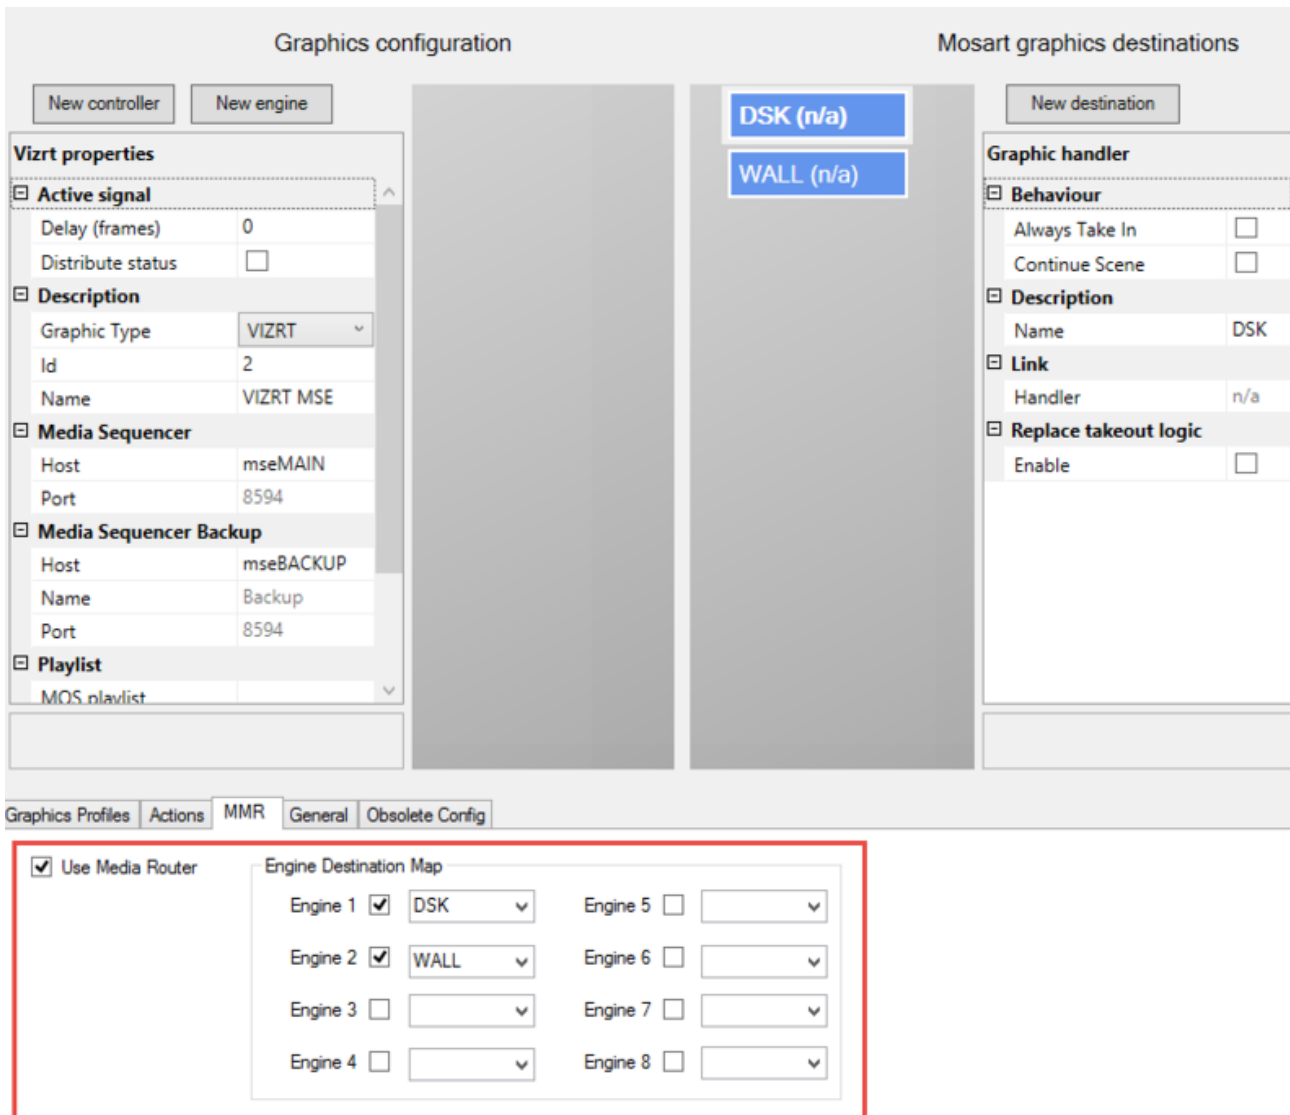 Graphics configuration
Mosart graphics destinations
New controller
New engine
DSK (n/a)
WALL (n/a)
New destination
Vizrt properties
Active signal
Delay (frames) 0
Distribute status
Description
Graphic Type VIZRT
Id 2
Name VIZRT MSE
Media Sequencer
Host mseMAIN
Port 8594
Media Sequencer Backup
Host mseBACKUP
Name Backup
Port 8594
Playlist
MOS playlist
Graphic handler
Behaviour
Always Take In
Continue Scene
Description
Name DSK
Link
Handler n/a
Replace takeout logic
Enable
Graphics Profiles Actions MMR General Obsolete Config
Use Media Router
Engine Destination Map
Engine 1 DSK Engine 5
Engine 2 WALL Engine 6
Engine 3 Engine 7
Engine 4 Engine 8